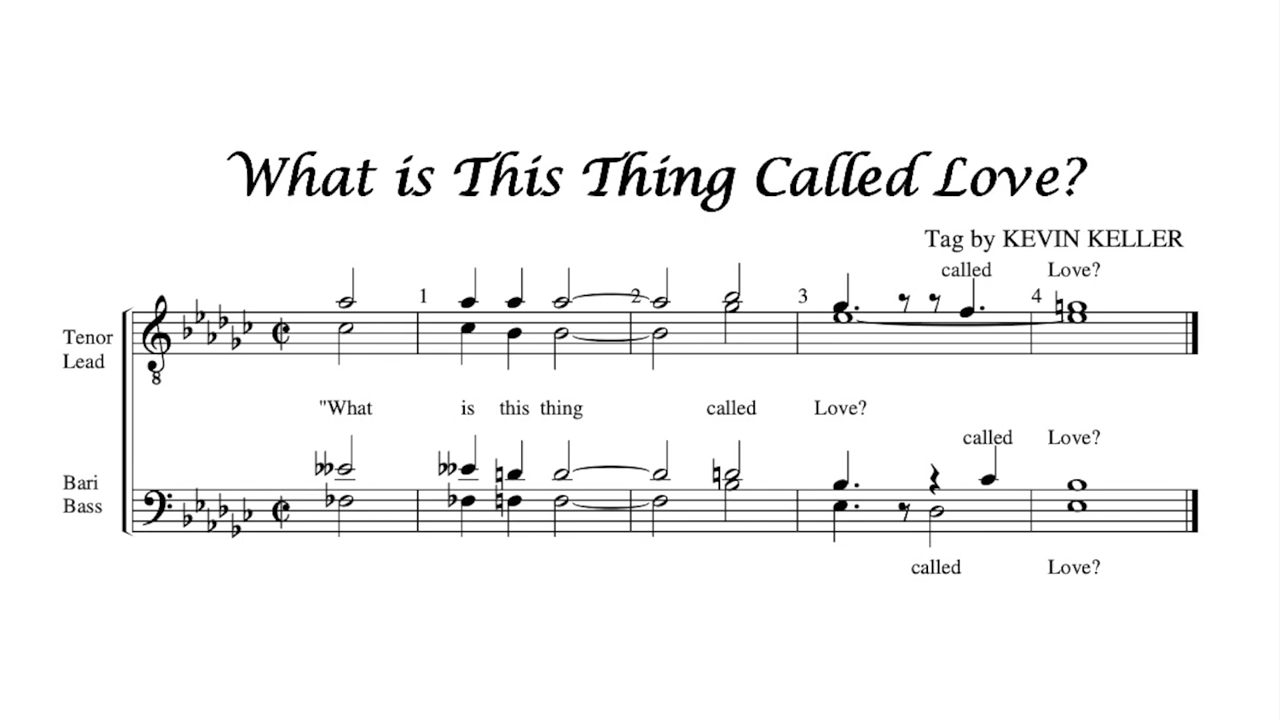 What is This Thing Called Love?
Tag by KEVIN KELLER
called Love?
1 2 3 4
Tenor
Lead
8
"What is this thing called Love?
called Love?
Bari
Bass
called Love?